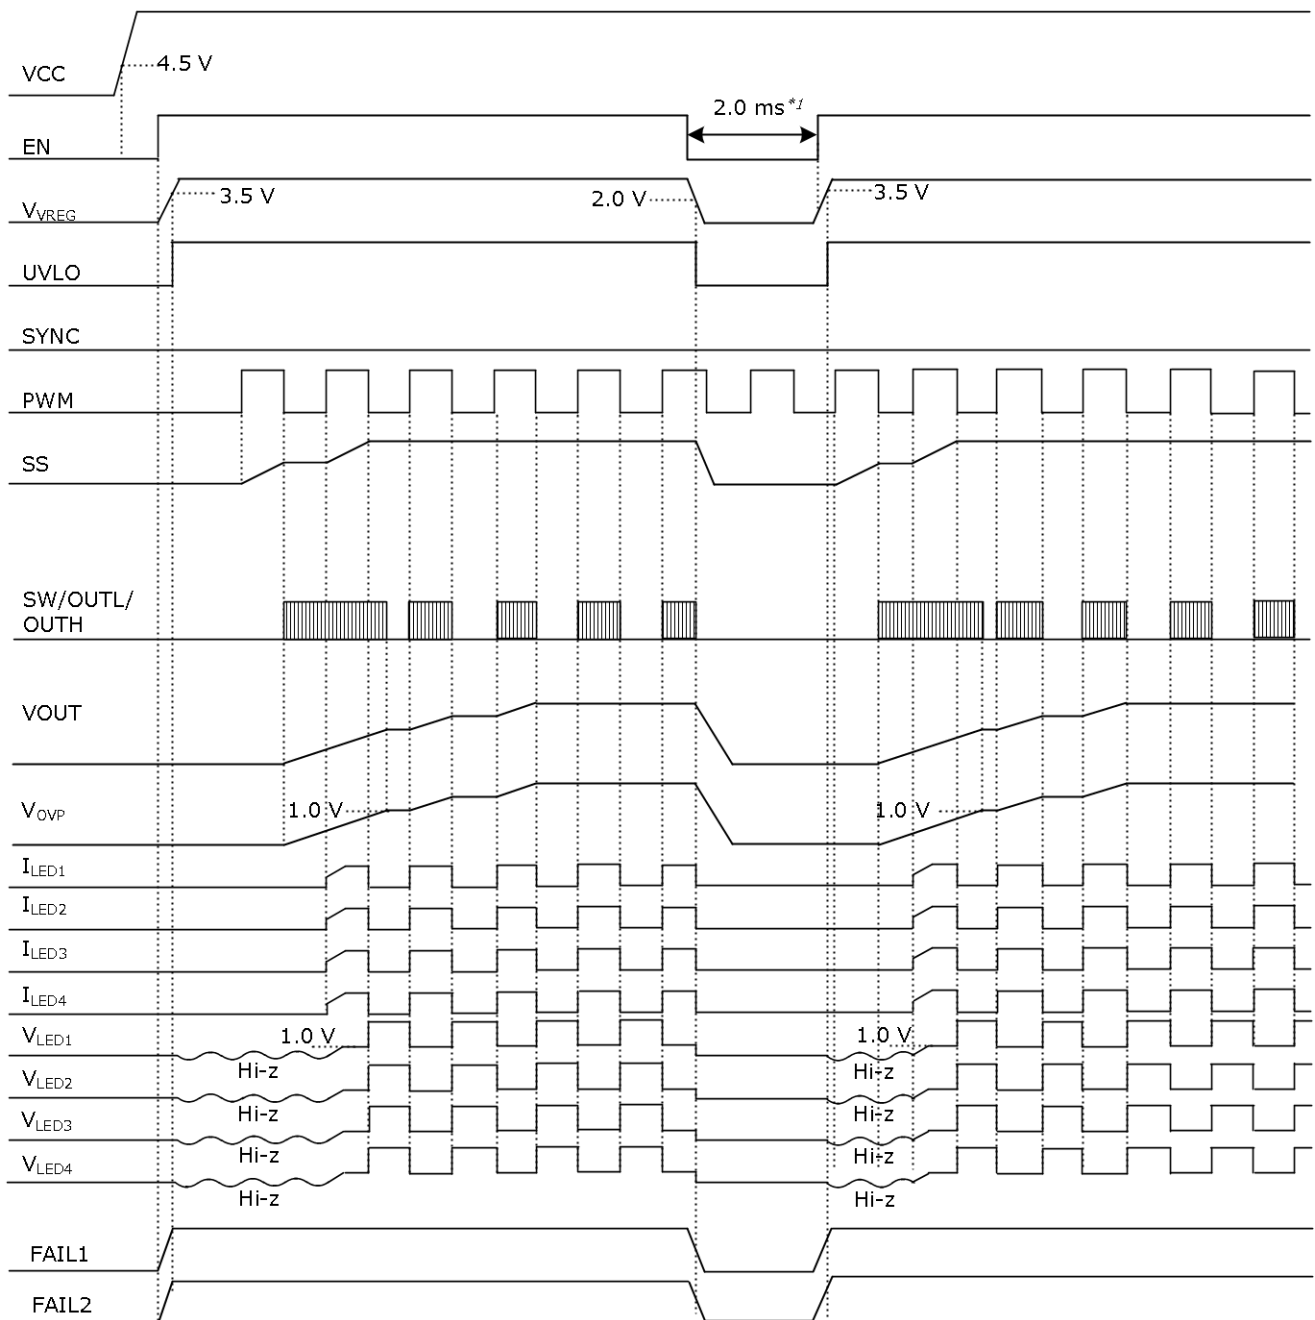 VCC
4.5 V
EN
2.0 ms*1
VVREG
3.5 V
2.0 V
3.5 V
UVLO
SYNC
PWM
SS
SW/OUTL/
OUTH
VOUT
VOVP
1.0 V
1.0 V
ILED1
ILED2
ILED3
ILED4
VLED1
1.0 V
1.0 V
Hi-z
Hi-z
VLED2
Hi-z
Hi-z
VLED3
Hi-z
Hi-z
VLED4
Hi-z
Hi-z
FAIL1
FAIL2